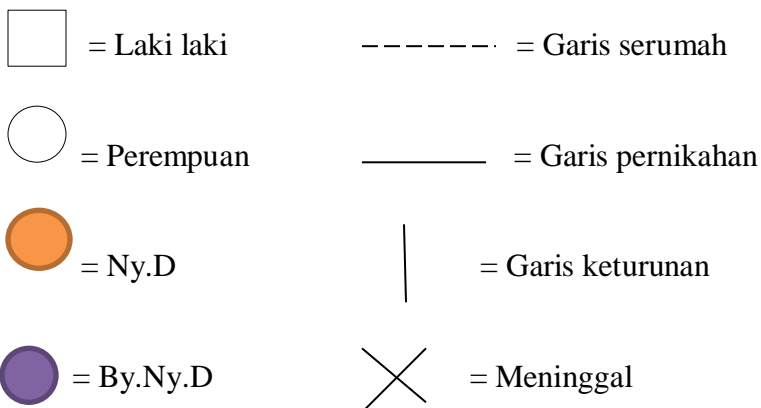 = Laki laki
= Garis serumah
= Perempuan
= Garis pernikahan
= Ny.D
= Garis keturunan
= By.Ny.D
= Meninggal